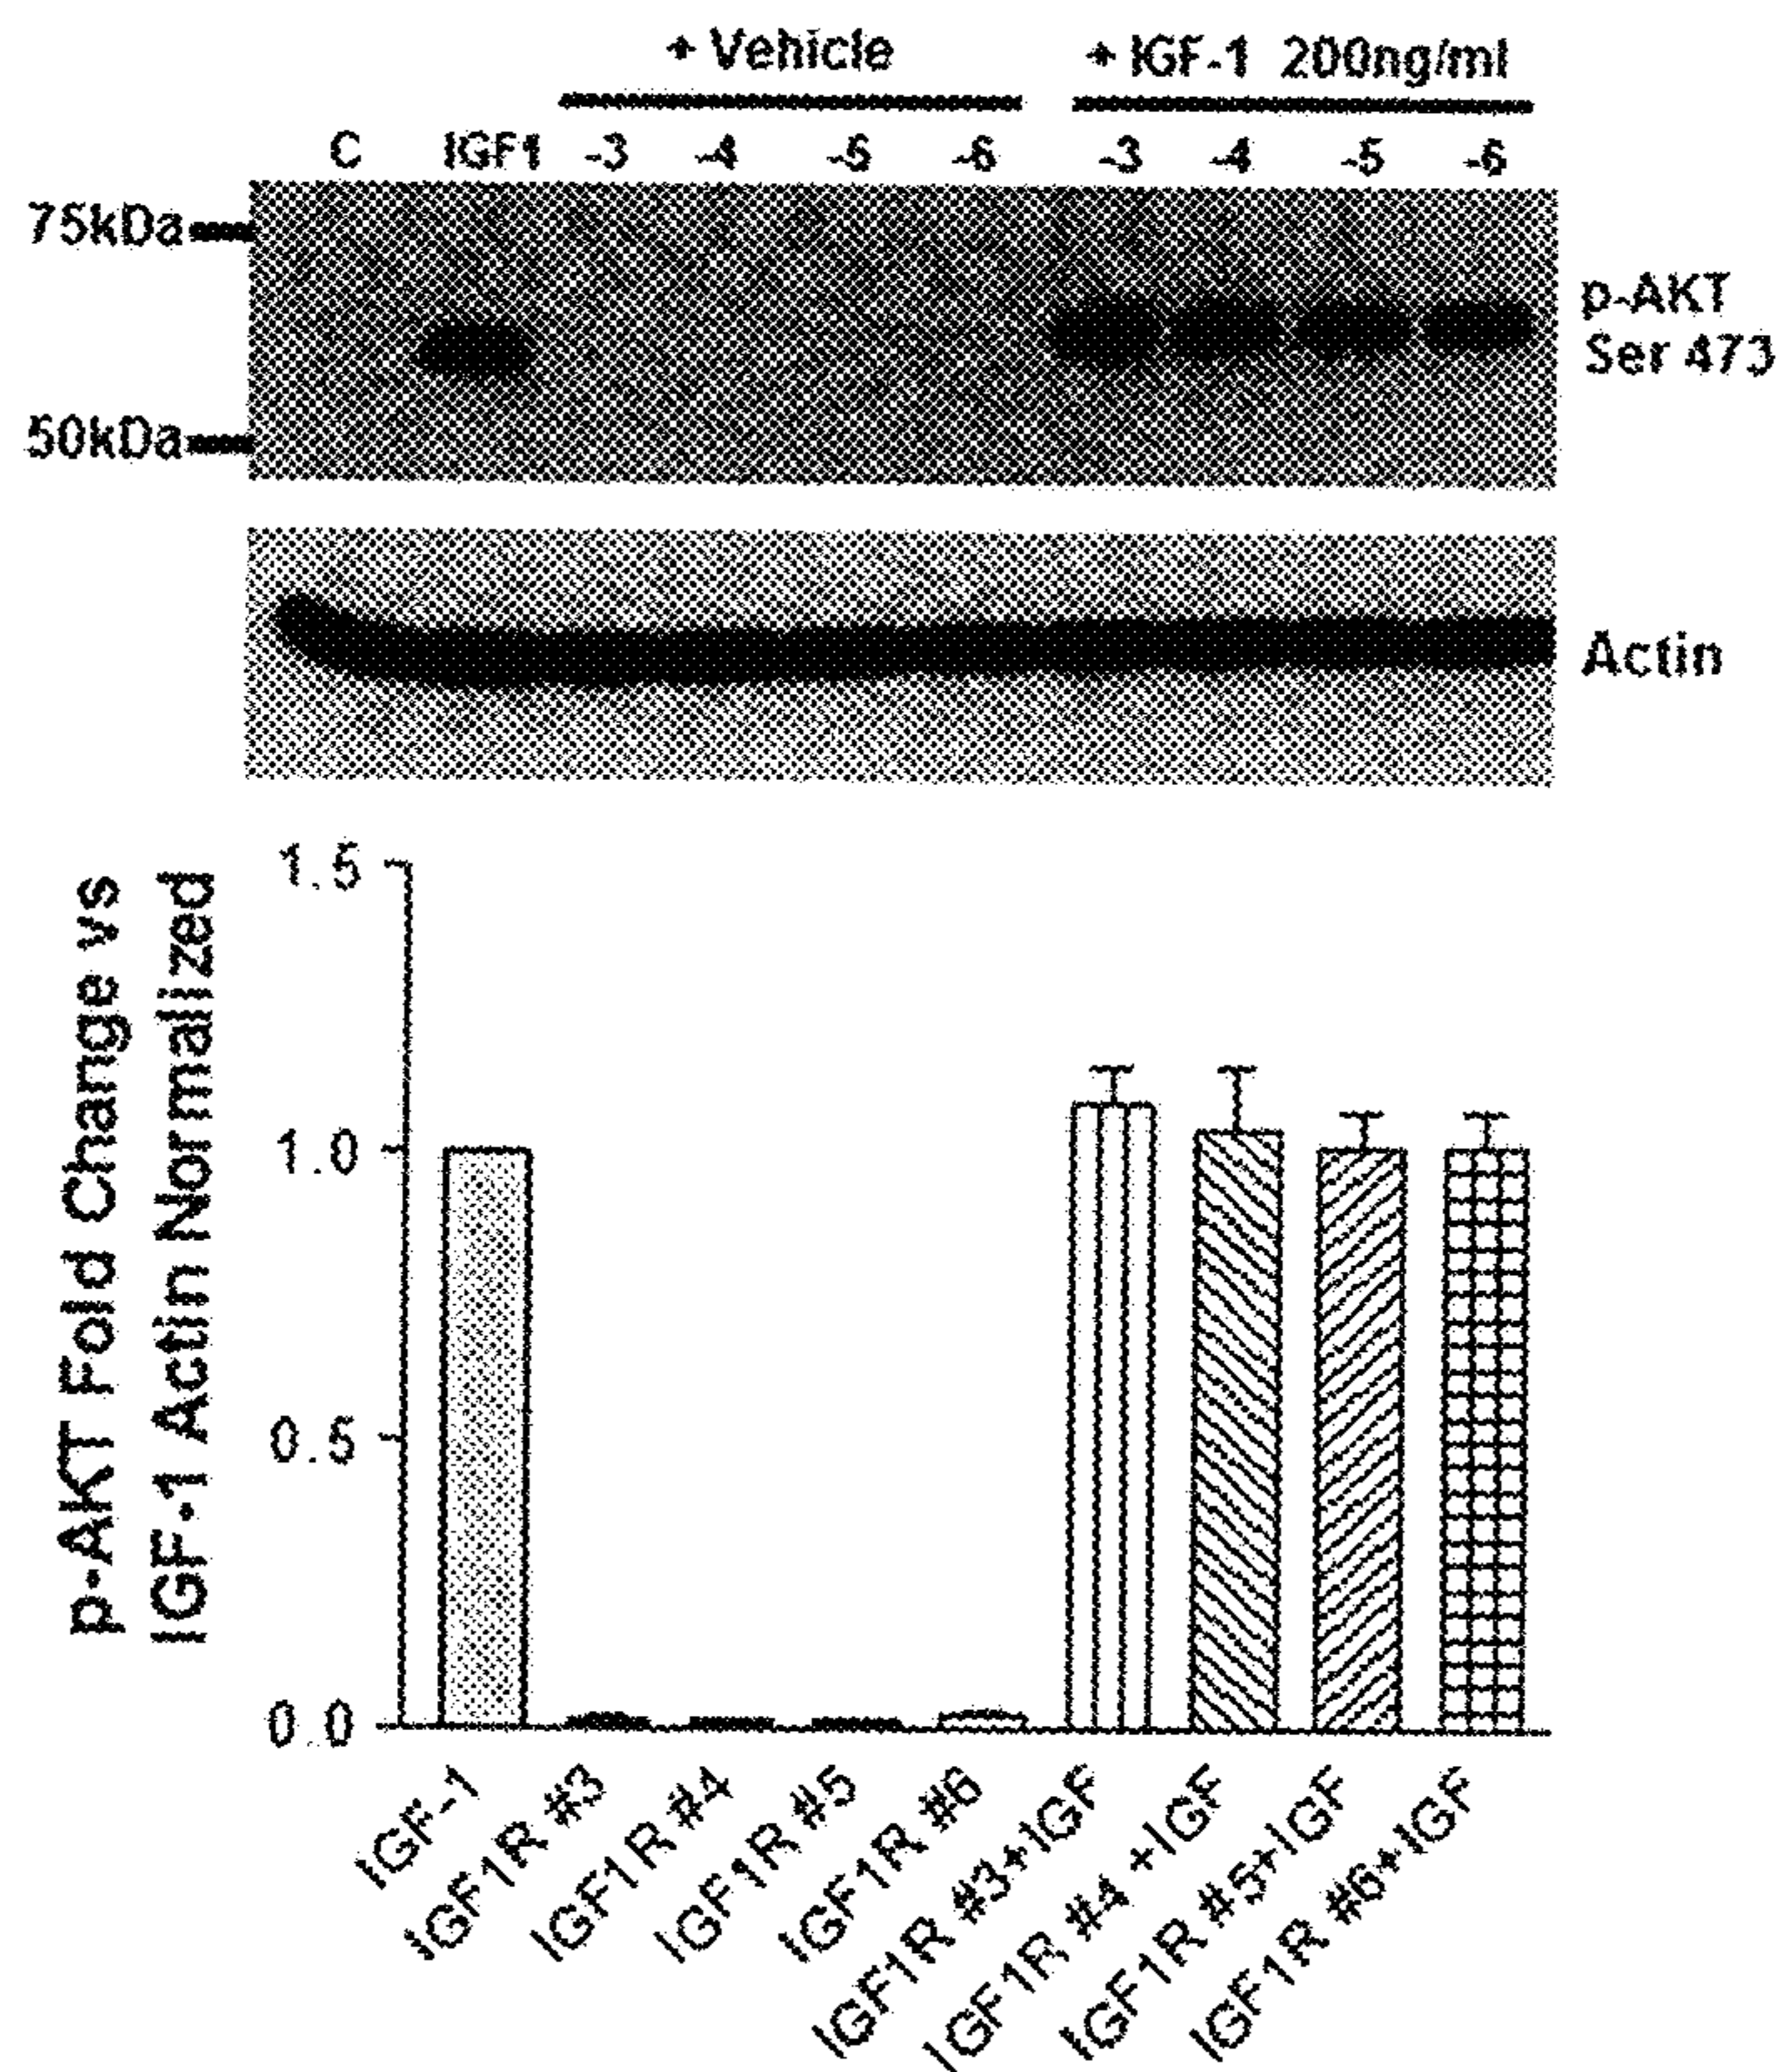 + Vehicle
+ IGF-1 200ng/ml
C IGF1 -3 -4 -5 -6 -3 -4 -5 -6
75kDa
50kDa
p-AKT
Ser 473
Actin
p-AKT Fold Change vs
IGF-1 Actin Normalized
1.5
1.0
0.5
0.0
IGF-1
IGF1R #3
IGF1R #4
IGF1R #5
IGF1R #6
IGF1R #3+IGF
IGF1R #4 +IGF
IGF1R #5+IGF
IGF1R #6+IGF